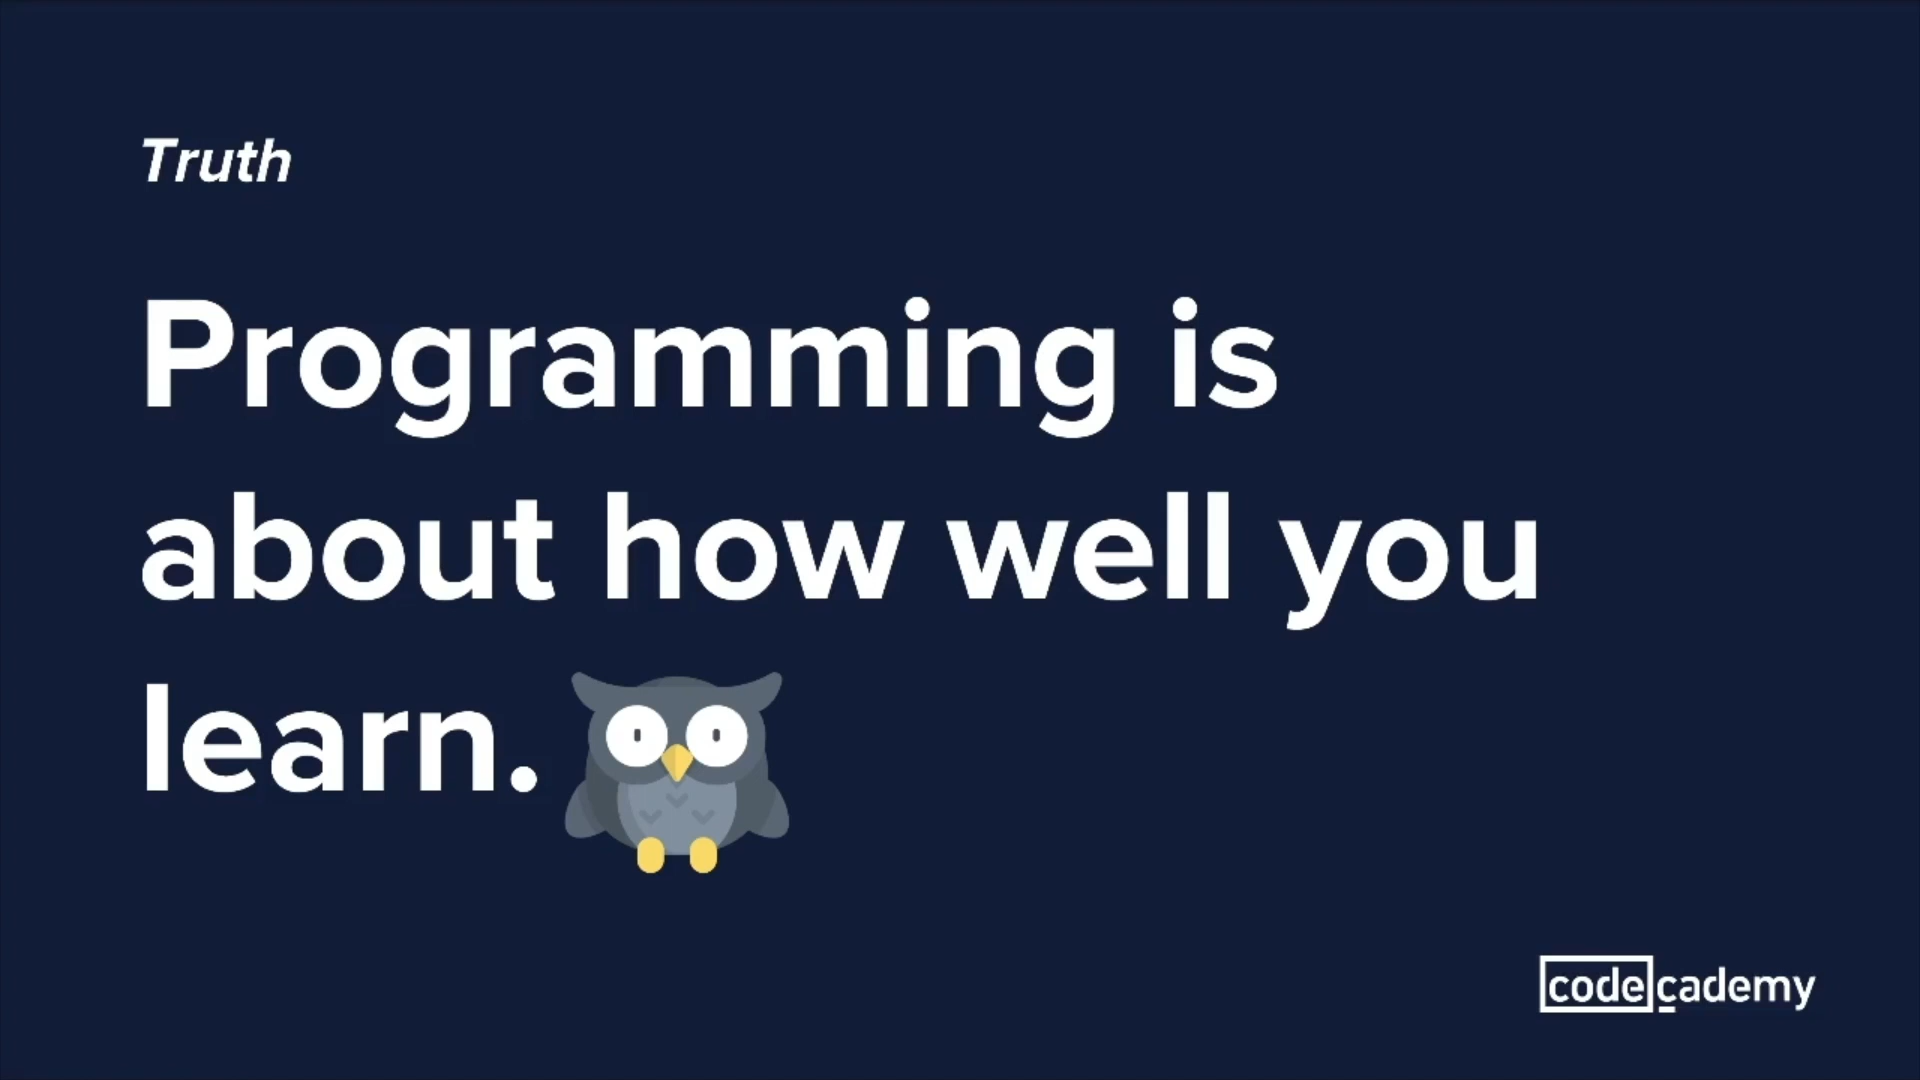 Truth
Programming is
about how well you
learn.
codecademy